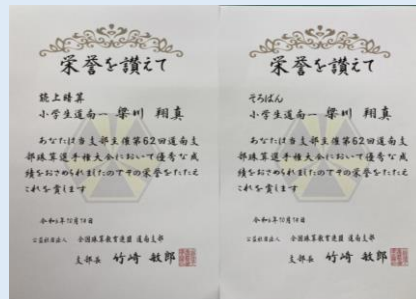 栄誉を讃えて
読上暗算
小学生道南一 梁川 翔真
あなたは当支部主催第62回道南支
部珠算選手権大会において優秀な成
績をおさめられましたのでその栄誉をたたえ
これを賞します
公益社団法人 全国珠算教育連盟 道南支部
支部長 竹崎 敏郎
栄誉を讃えて
そろばん
小学生道南一 梁川 翔真
あなたは当支部主催第62回道南支
部珠算選手権大会において優秀な成
績をおさめられましたのでその栄誉をたたえ
これを賞します
公益社団法人 全国珠算教育連盟 道南支部
支部長 竹崎 敏郎